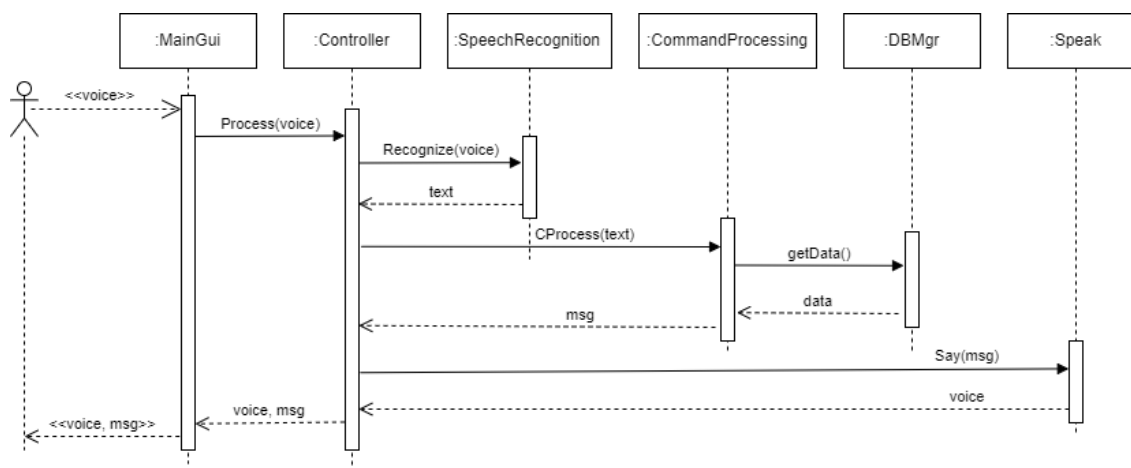 :MainGui
:Controller
:SpeechRecognition
:CommandProcessing
:DBMgr
:Speak
<<voice>>
Process(voice)
Recognize(voice)
text
CProcess(text)
getData()
data
msg
Say(msg)
voice
voice, msg
<<voice, msg>>